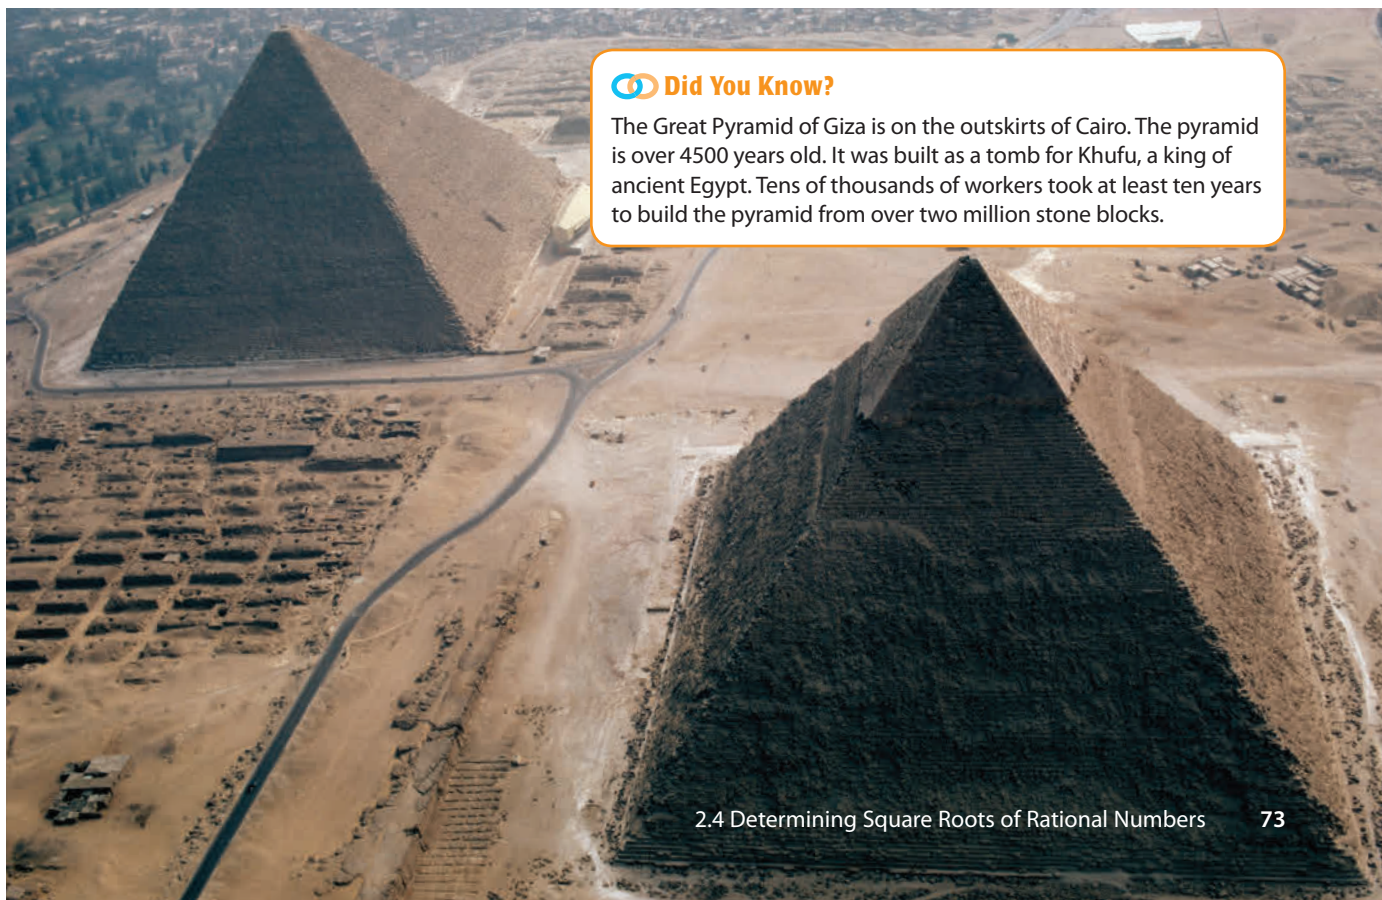 Did You Know?
The Great Pyramid of Giza is on the outskirts of Cairo. The pyramid
is over 4500 years old. It was built as a tomb for Khufu, a king of
ancient Egypt. Tens of thousands of workers took at least ten years
to build the pyramid from over two million stone blocks.
2.4 Determining Square Roots of Rational Numbers 73